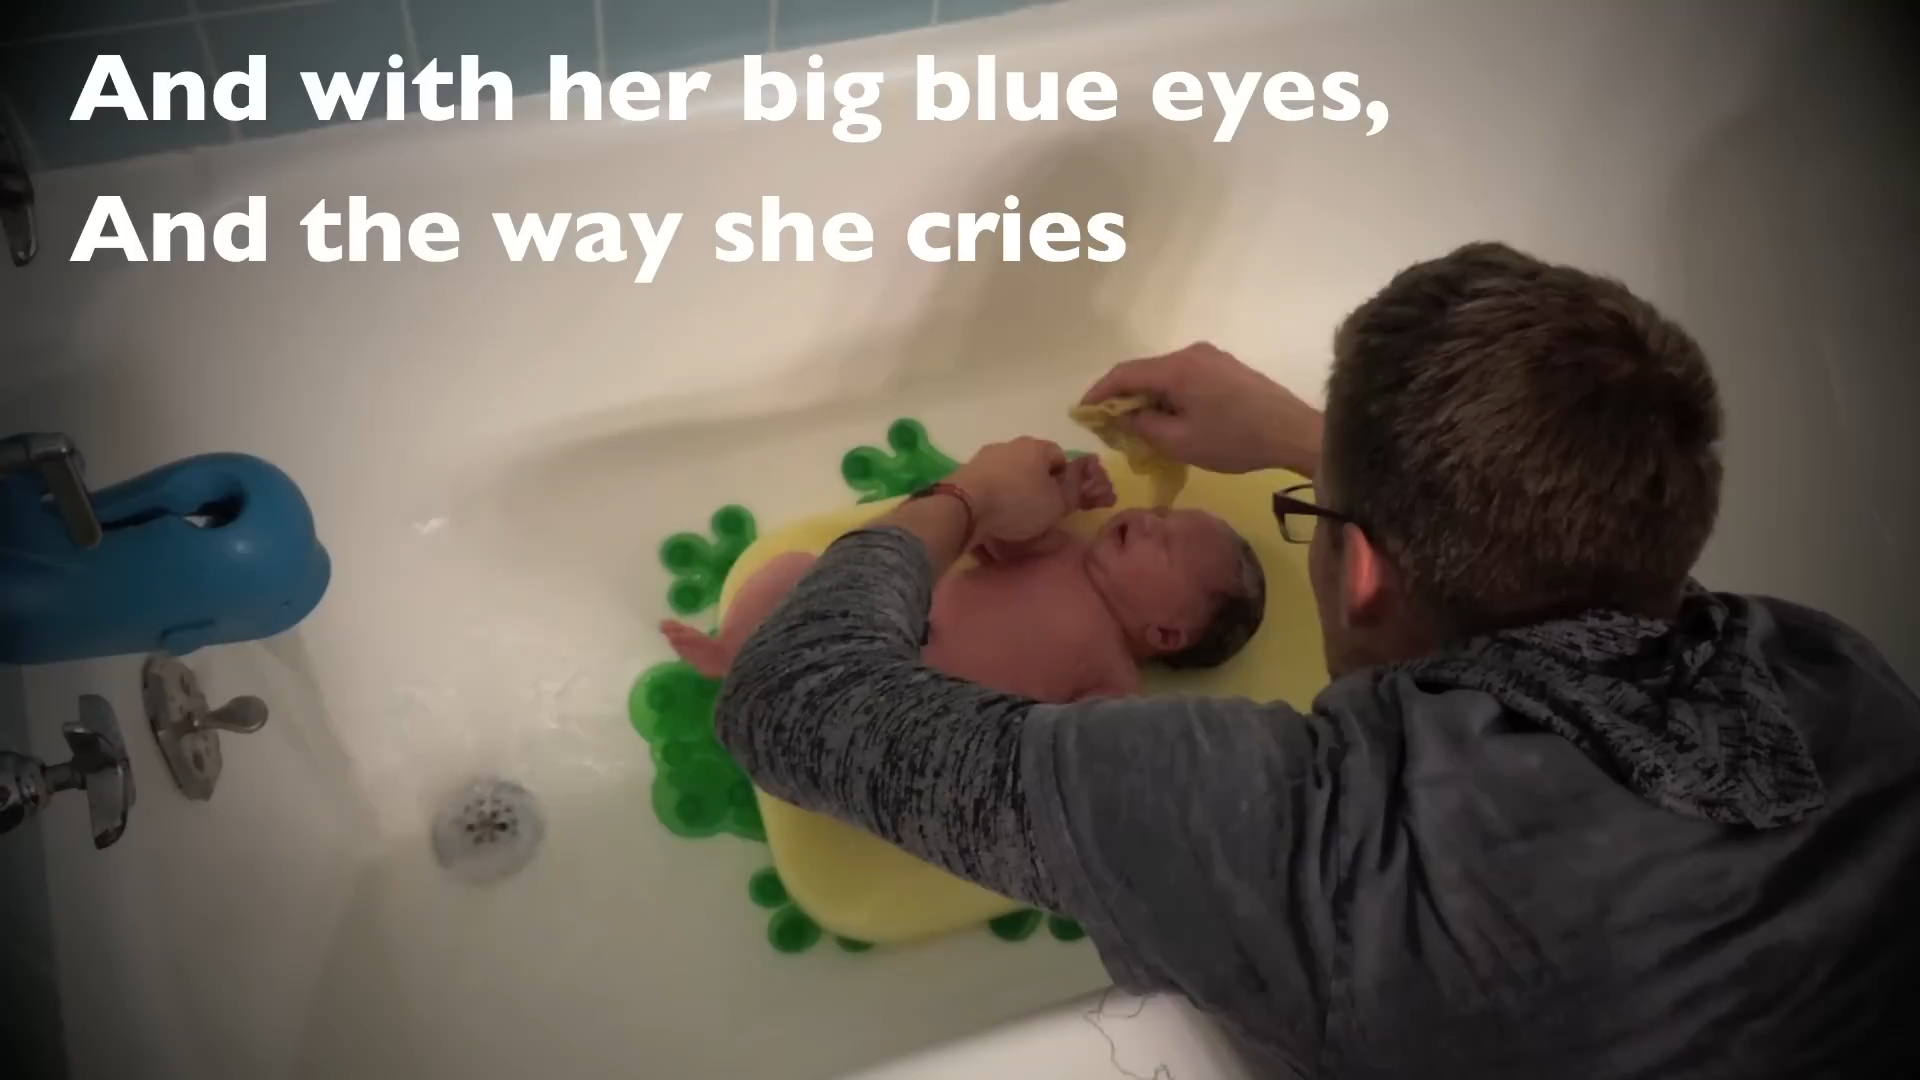 And with her big blue eyes,
And the way she cries